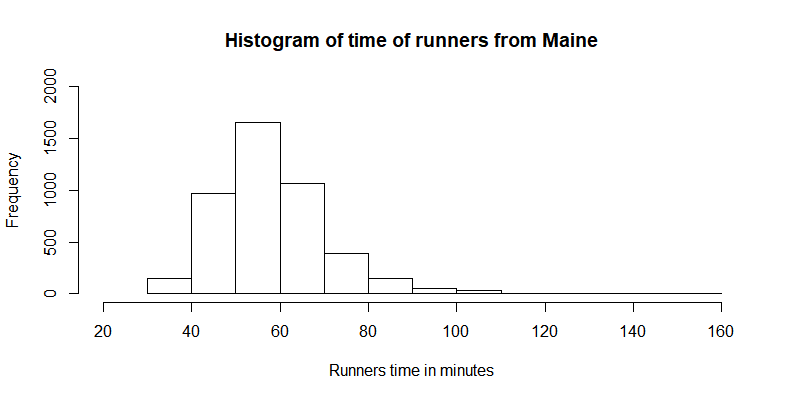 Histogram of time of runners from Maine
Frequency
2000
1500
1000
500
0
20 40 60 80 100 120 140 160
Runners time in minutes